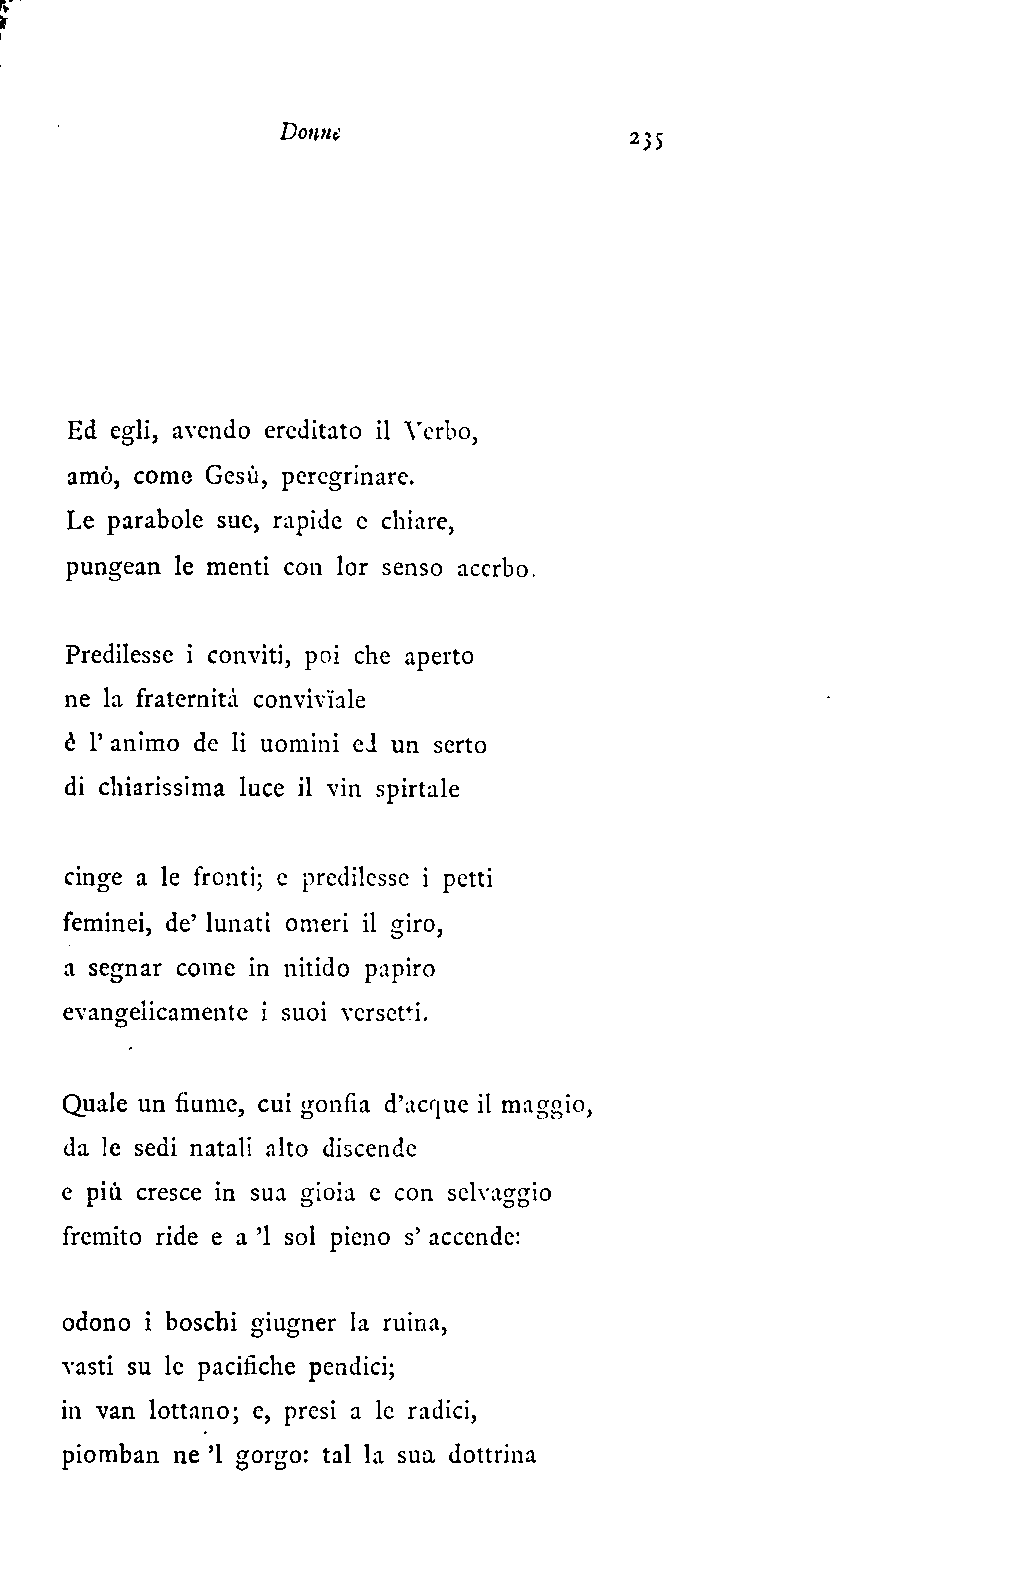 Donne 235
Ed egli, avendo ereditato il Verbo,
amò, come Gesù, peregrinare.
Le parabole sue, rapide e chiare,
pungean le menti con lor senso acerbo.
Predilesse i conviti, poi che aperto
ne la fraternità convivïale
è l' animo de li uomini ed un serto
di chiarissima luce il vin spirtale
cinge a le fronti; e predilesse i petti
feminei, de' lunati omeri il giro,
a segnar come in nitido papiro
evangelicamente i suoi versetti.
Quale un fiume, cui gonfia d'acque il maggio,
da le sedi natali alto discende
e più cresce in sua gioia e con selvaggio
fremito ride e a 'l sol pieno s' accende:
odono i boschi giugner la ruina,
vasti su le pacifiche pendici;
in van lottano; e, presi a le radici,
piomban ne 'l gorgo: tal la sua dottrina